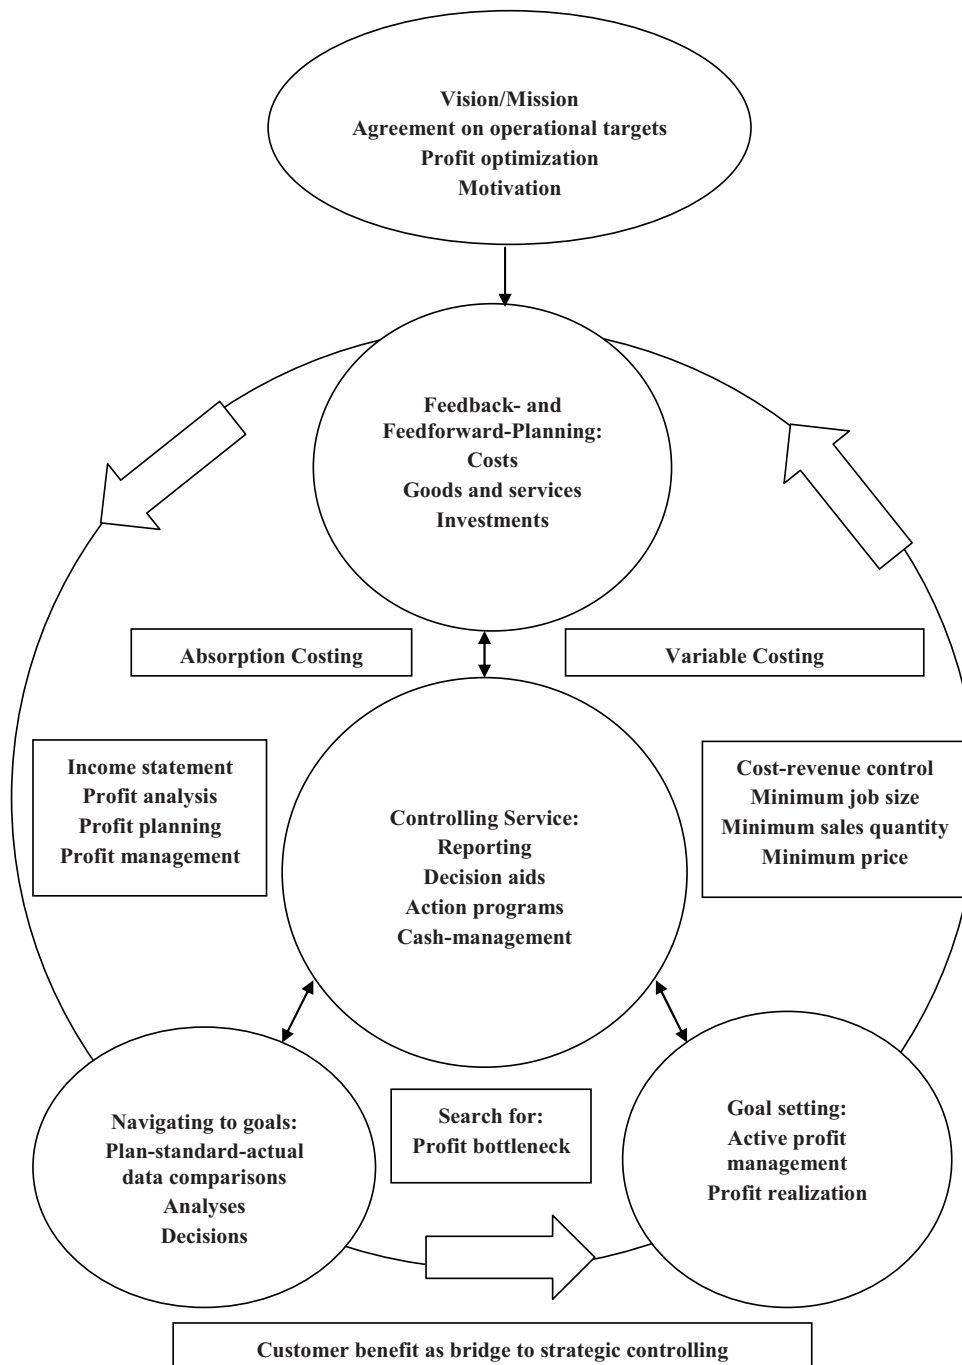 Vision/Mission
Agreement on operational targets
Profit optimization
Motivation
Feedback- and
Feedforward-Planning:
Costs
Goods and services
Investments
Absorption Costing
Variable Costing
Income statement
Profit analysis
Profit planning
Profit management
Controlling Service:
Reporting
Decision aids
Action programs
Cash-management
Cost-revenue control
Minimum job size
Minimum sales quantity
Minimum price
Navigating to goals:
Plan-standard-actual
data comparisons
Analyses
Decisions
Search for:
Profit bottleneck
Goal setting:
Active profit
management
Profit realization
Customer benefit as bridge to strategic controlling